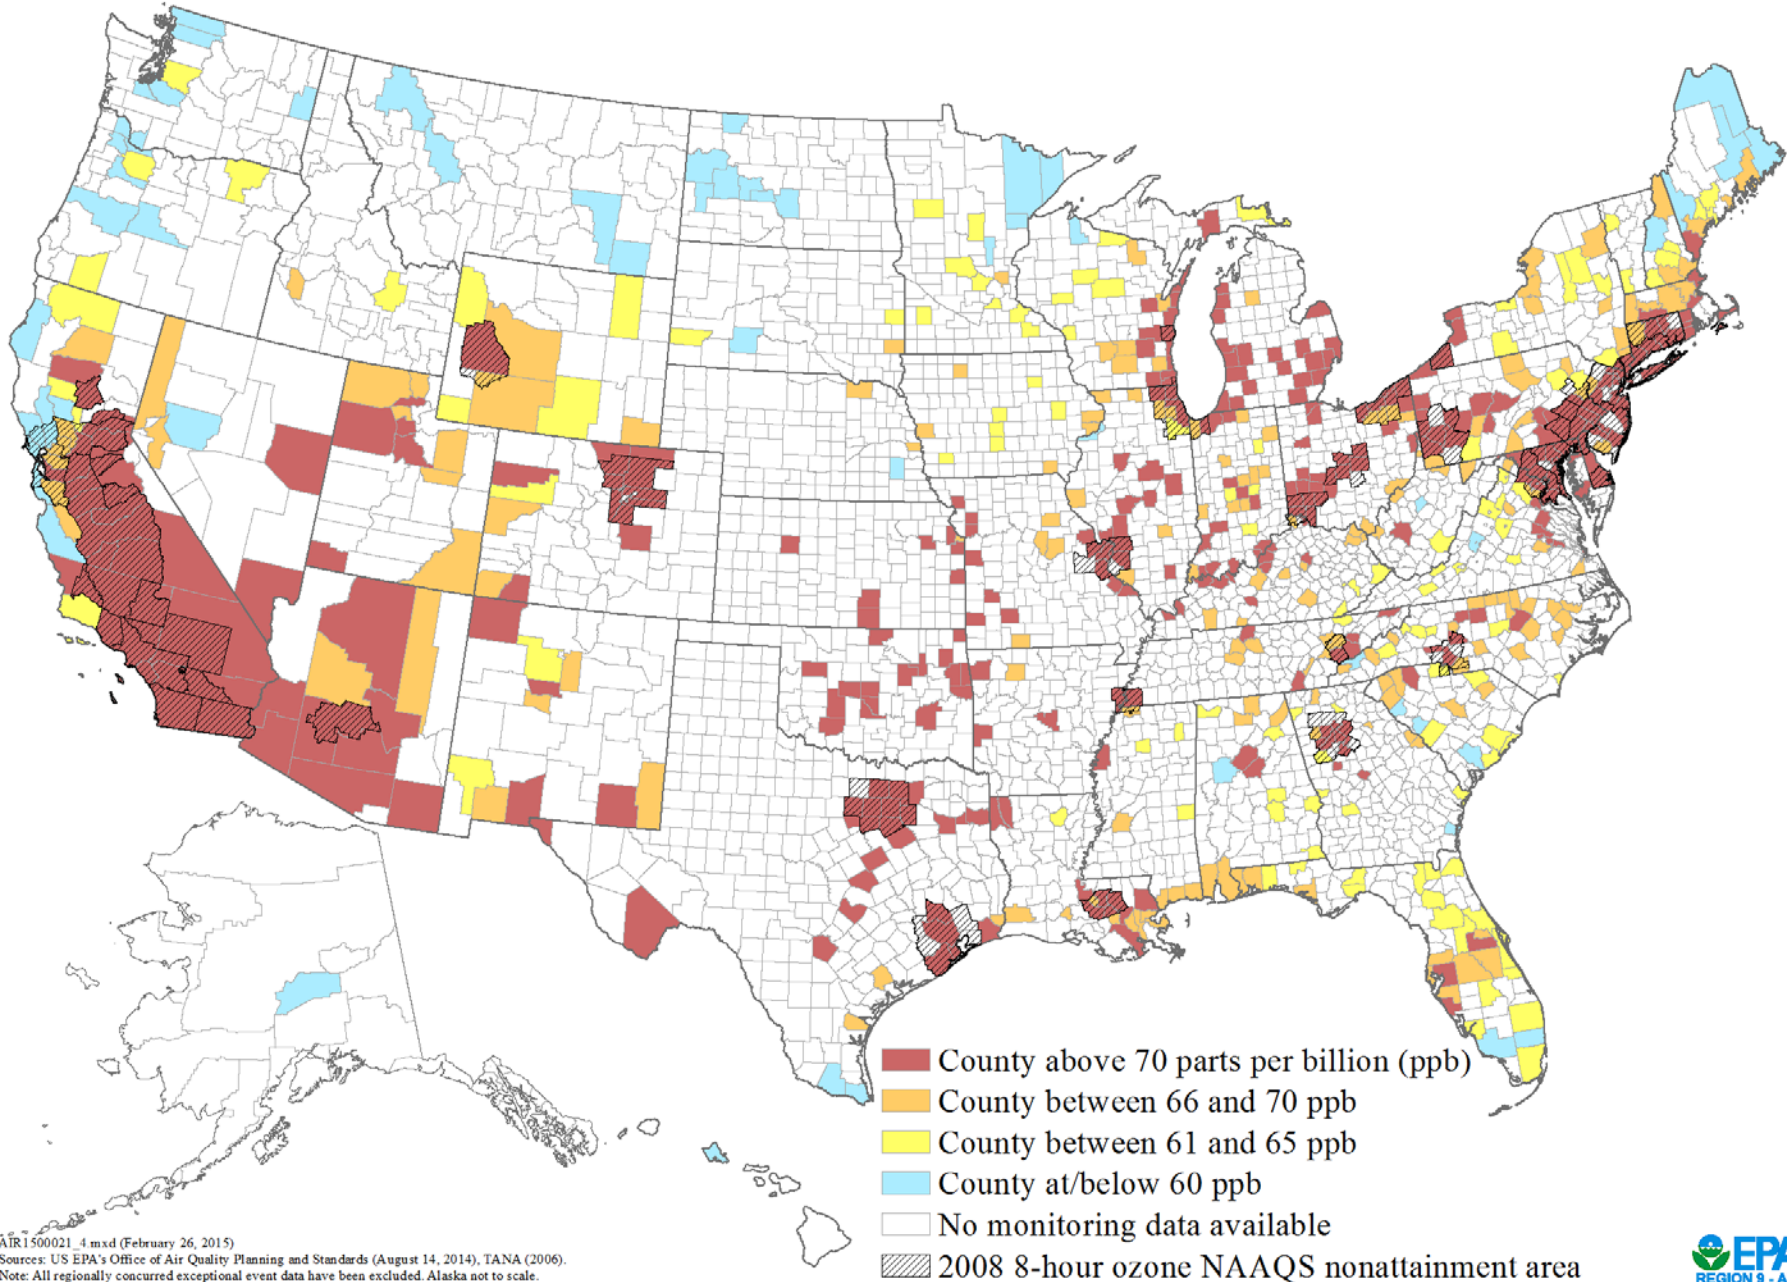 County above 70 parts per billion (ppb)
County between 66 and 70 ppb
County between 61 and 65 ppb
County at/below 60 ppb
No monitoring data available
2008 8-hour ozone NAAQS nonattainment area
AIR1500021_4.mxd (February 26, 2015)
Sources: US EPA's Office of Air Quality Planning and Standards (August 14, 2014), TANA (2006).
Note: All regionally concurred exceptional event data have been excluded. Alaska not to scale.
EPA
REGION 9 - A